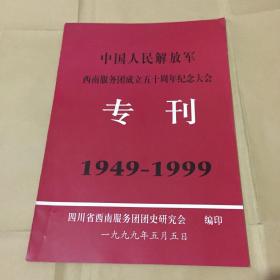 中国人民解放军
西南服务团成立五十周年纪念大会
专刊
1949-1999
四川省西南服务团团史研究会 编印
一九九九年五月五日